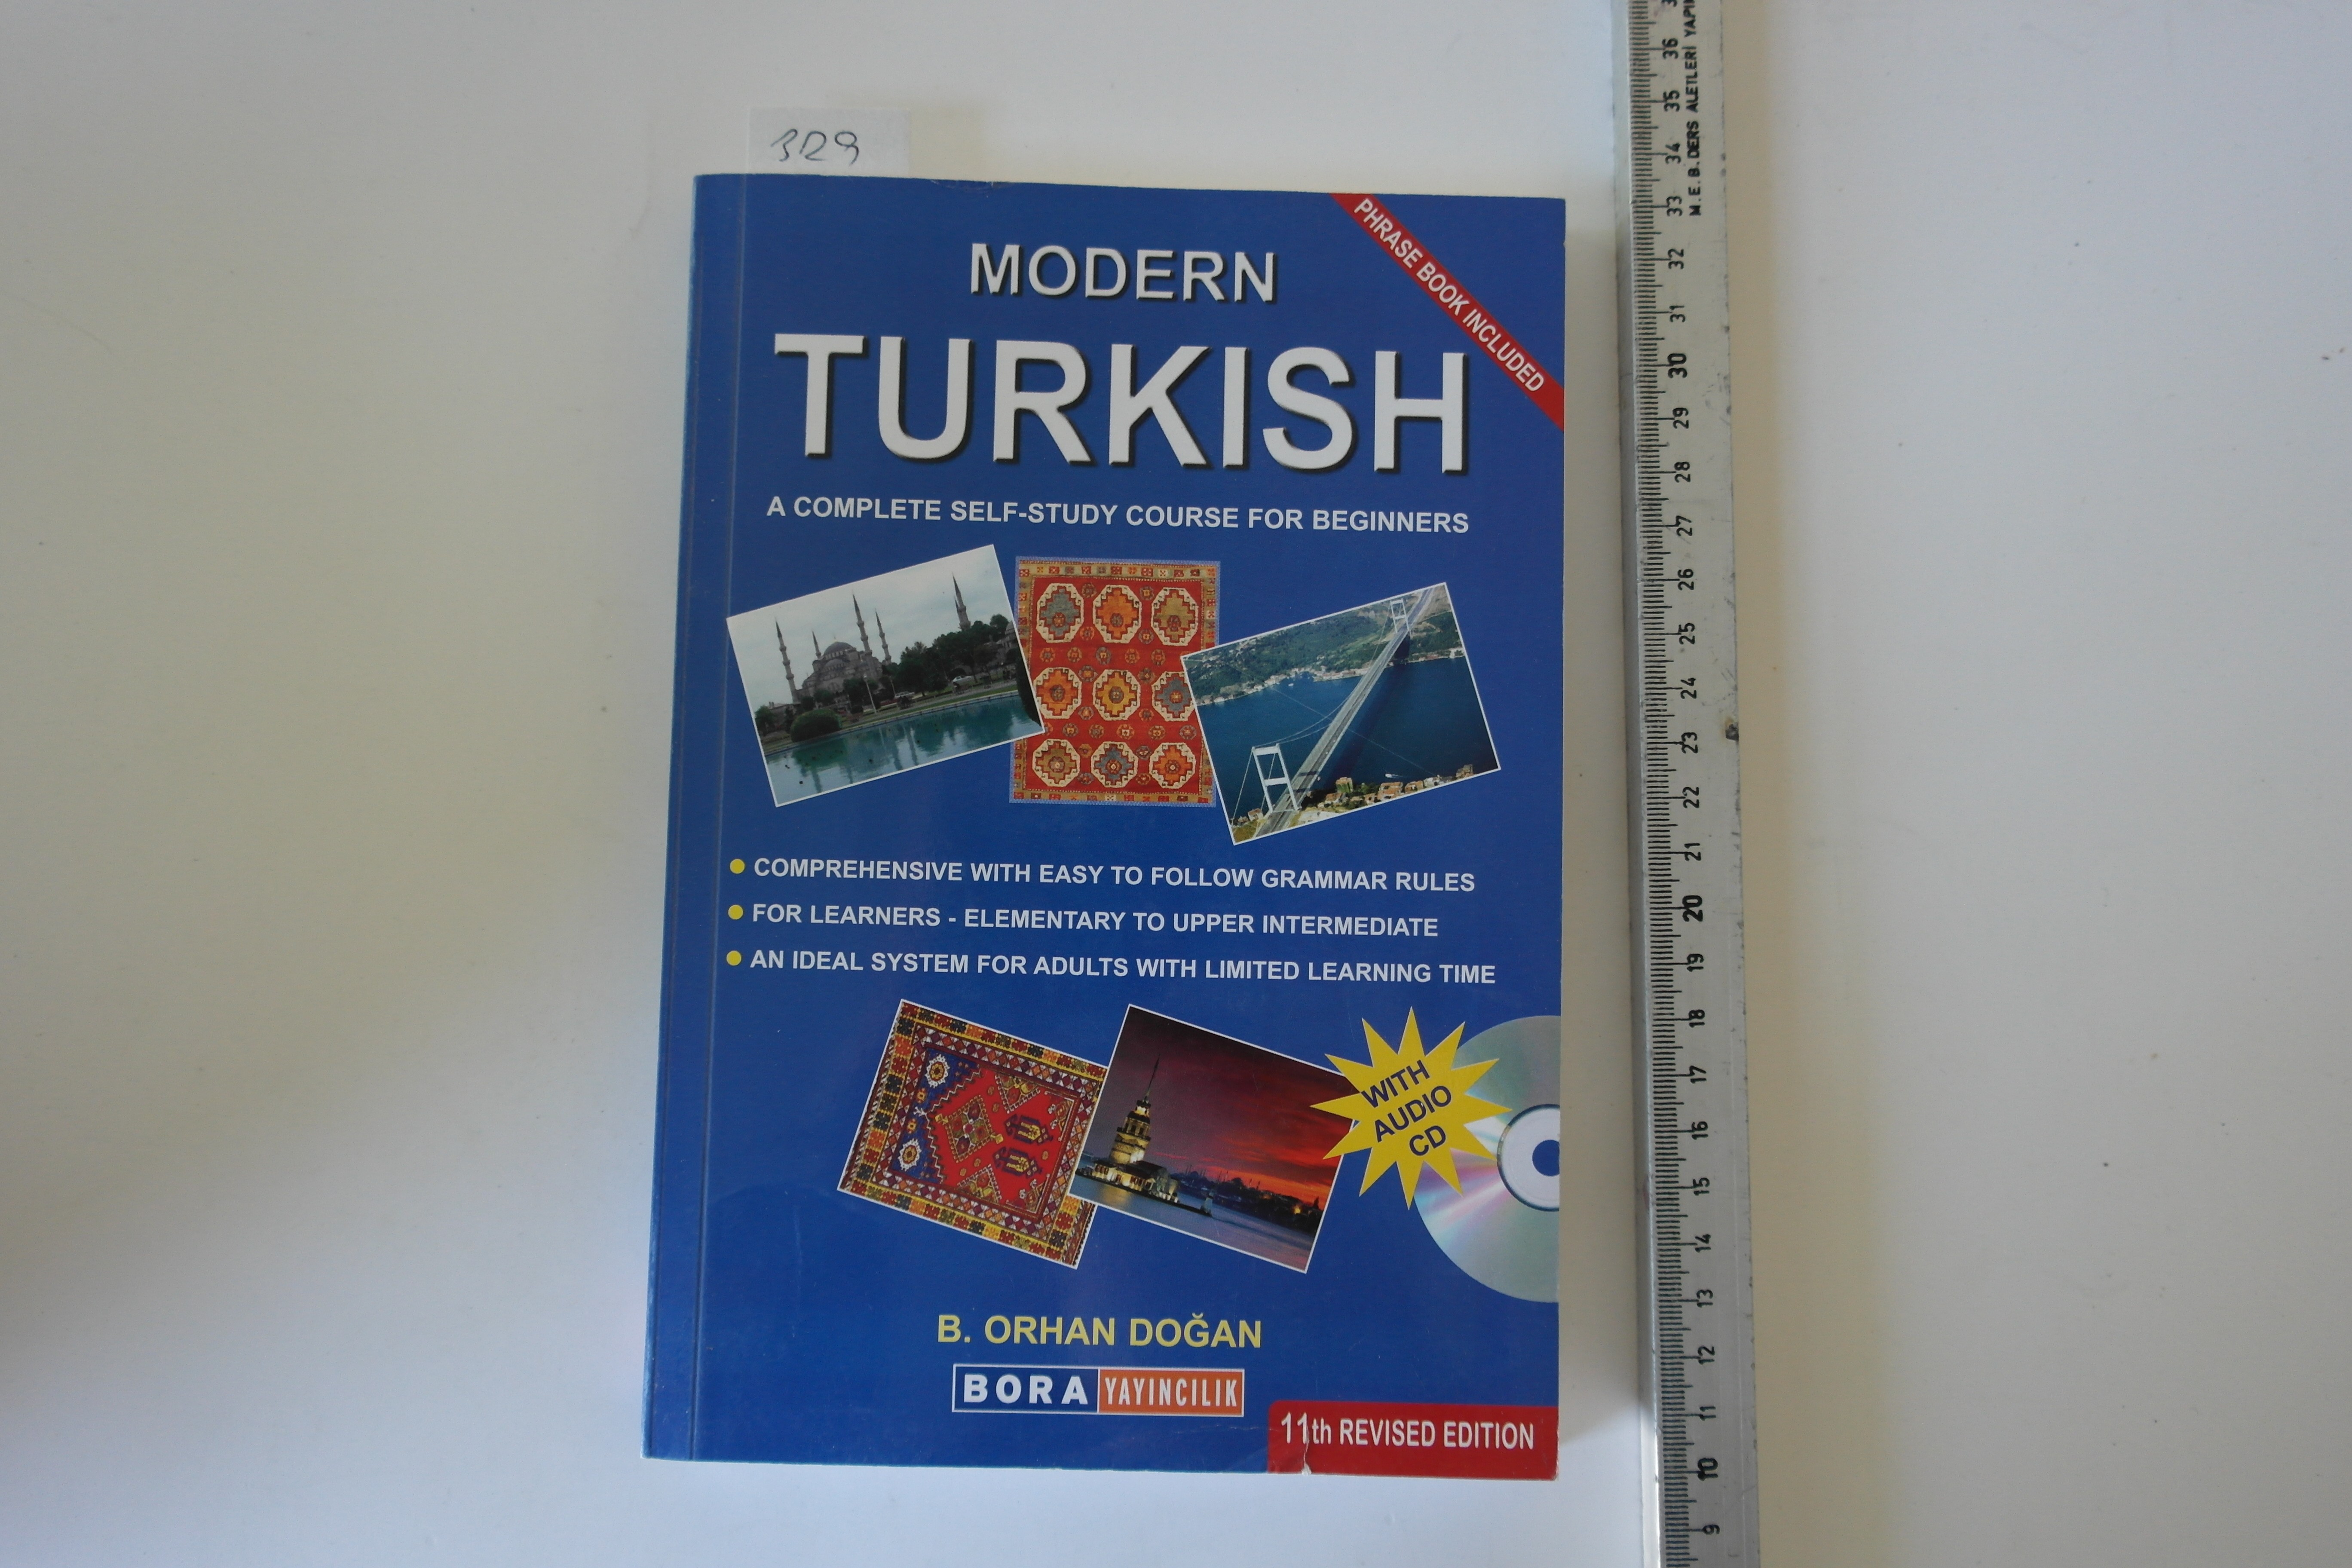 329
PHRASE BOOK INCLUDED
MODERN
TURKISH
A COMPLETE SELF-STUDY COURSE FOR BEGINNERS
COMPREHENSIVE WITH EASY TO FOLLOW GRAMMAR RULES
FOR LEARNERS - ELEMENTARY TO UPPER INTERMEDIATE
AN IDEAL SYSTEM FOR ADULTS WITH LIMITED LEARNING TIME
WITH
AUDIO
CD
B. ORHAN DOĞAN
BORA YAYINCILIK
11th REVISED EDITION
M.E.B. DERS ALETLERİ
36
35
34
33
32
31
30
29
28
27
26
25
24
23
22
21
20
19
18
17
16
15
14
13
12
11
10
9